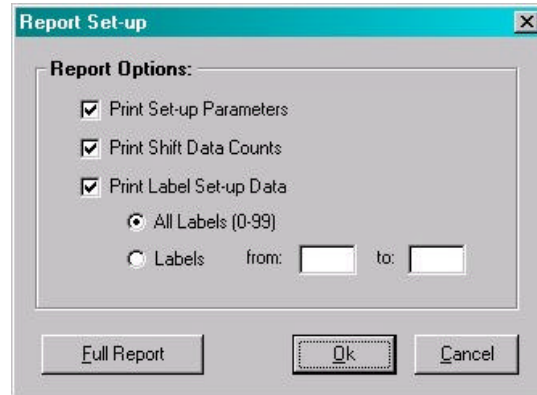 Report Set-up
Report Options:
Print Set-up Parameters
Print Shift Data Counts
Print Label Set-up Data
All Labels (0-99)
Labels from: to:
Full Report Ok Cancel